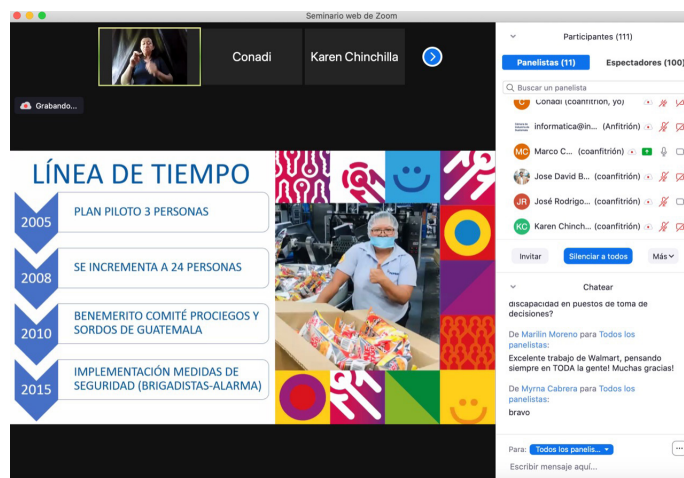 Seminario web de Zoom
Conadi
Karen Chinchilla
Grabando...
LÍNEA DE TIEMPO
2005
PLAN PILOTO 3 PERSONAS
2008
SE INCREMENTA A 24 PERSONAS
2010
BENEMERITO COMITÉ PROCIEGOS Y
SORDOS DE GUATEMALA
2015
IMPLEMENTACIÓN MEDIDAS DE
SEGURIDAD (BRIGADISTAS-ALARMA)
Participantes (111)
Panelistas (11)
Espectadores (100)
Buscar un panelista
C
Conadi (coanfitrión, yo)
informatica@in... (Anfitrión)
MC
Marco C... (coanfitrión)
Jose David B... (coanfitrión)
JR
José Rodrigo... (coanfitrión)
KC
Karen Chinch... (coanfitrión)
Invitar
Silenciar a todos
Más
Chatear
discapacidad en puestos de toma de
decisiones?
De Marilin Moreno para Todos los
panelistas:
Excelente trabajo de Walmart, pensando
siempre en TODA la gente! Muchas gracias!
De Myrna Cabrera para Todos los
panelistas:
bravo
Para: Todos los panelis...
Escribir mensaje aquí...